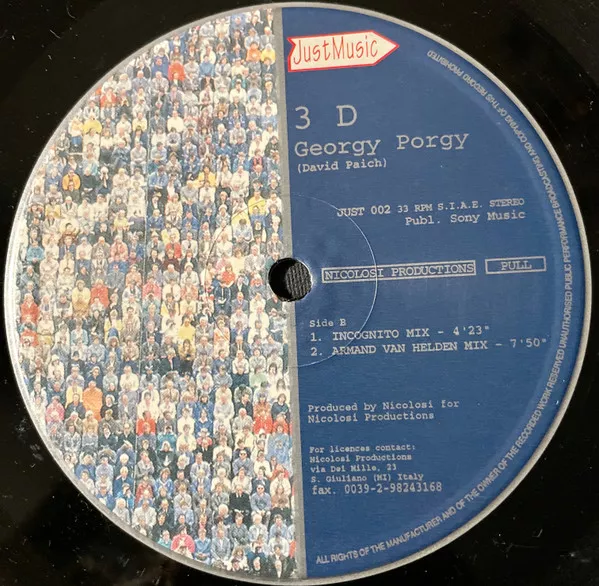 JustMusic
3 D
Georgy Porgy
(David Paich)
JUST 002 33 RPM S.I.A.E. STEREO
Publ. Sony Music
NICOLOSI PRODUCTIONS PULL
Side B
1. INCOGNITO MIX - 4'23"
2. ARMAND VAN HELDEN MIX - 7'50"
Produced by Nicolosi for
Nicolosi Productions
For licences contact:
Nicolosi Productions
via Dei Mille, 23
S. Giuliano (MI) Italy
fax. 0039-2-98243168
ALL RIGHTS OF THE MANUFACTURER AND OF THE OWNER OF THE RECORDED WORK RESERVED UNAUTHORISED PUBLIC PERFORMANCE BROADCASTING AND COPYING OF THIS RECORD PROHIBITED